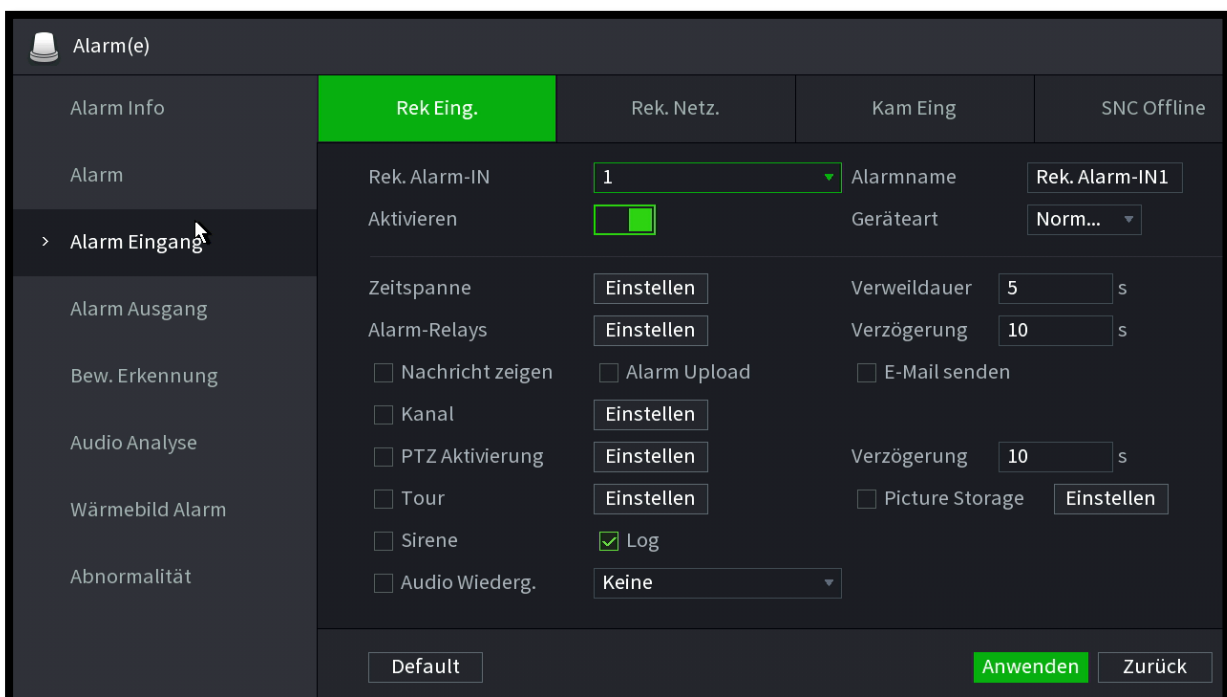 Alarm(e)
Alarm Info
Alarm
> Alarm Eingang
Alarm Ausgang
Bew. Erkennung
Audio Analyse
Wärmebild Alarm
Abnormalität
Rek Eing. Rek. Netz. Kam Eing SNC Offline
Rek. Alarm-IN 1 Alarmname Rek. Alarm-IN1
Aktivieren Geräteart Norm...
Zeitspanne Einstellen Verweildauer 5 s
Alarm-Relays Einstellen Verzögerung 10 s
Nachricht zeigen Alarm Upload E-Mail senden
Kanal Einstellen
PTZ Aktivierung Einstellen Verzögerung 10 s
Tour Einstellen Picture Storage Einstellen
Sirene Log
Audio Wiederg. Keine
Default Anwenden Zurück